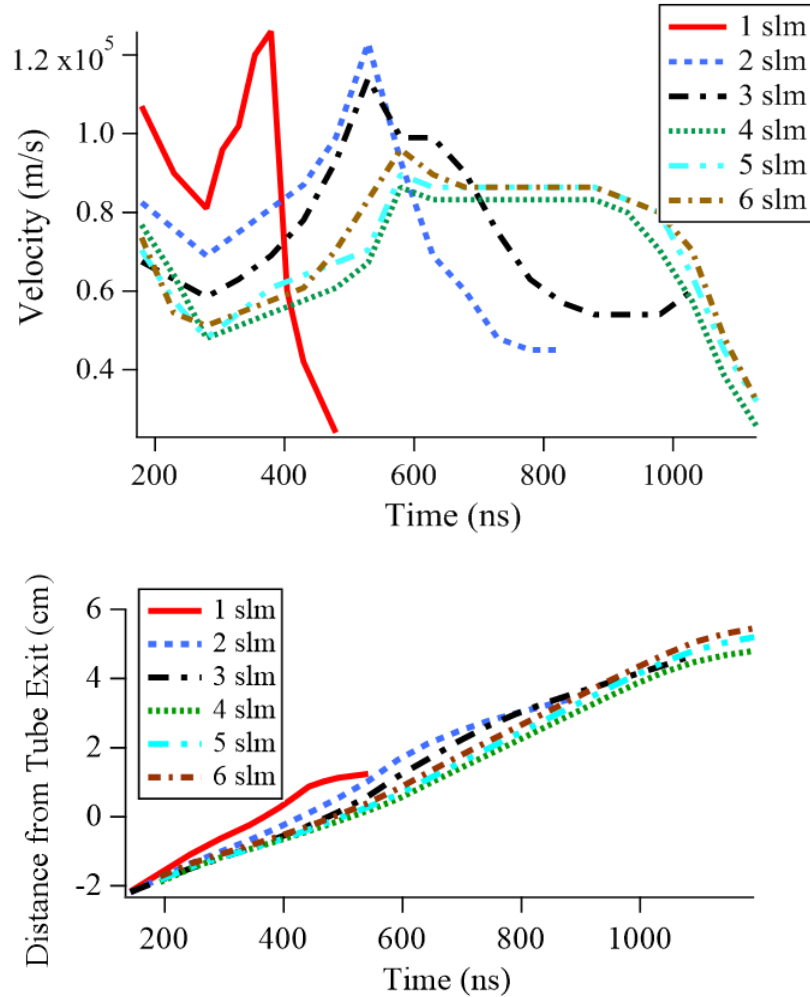 1 slm
2 slm
3 slm
4 slm
5 slm
6 slm
1.2 x10⁵
1.0
0.8
0.6
0.4
Velocity (m/s)
200 400 600 800 1000
Time (ns)
1 slm
2 slm
3 slm
4 slm
5 slm
6 slm
6
4
2
0
-2
Distance from Tube Exit (cm)
200 400 600 800 1000
Time (ns)